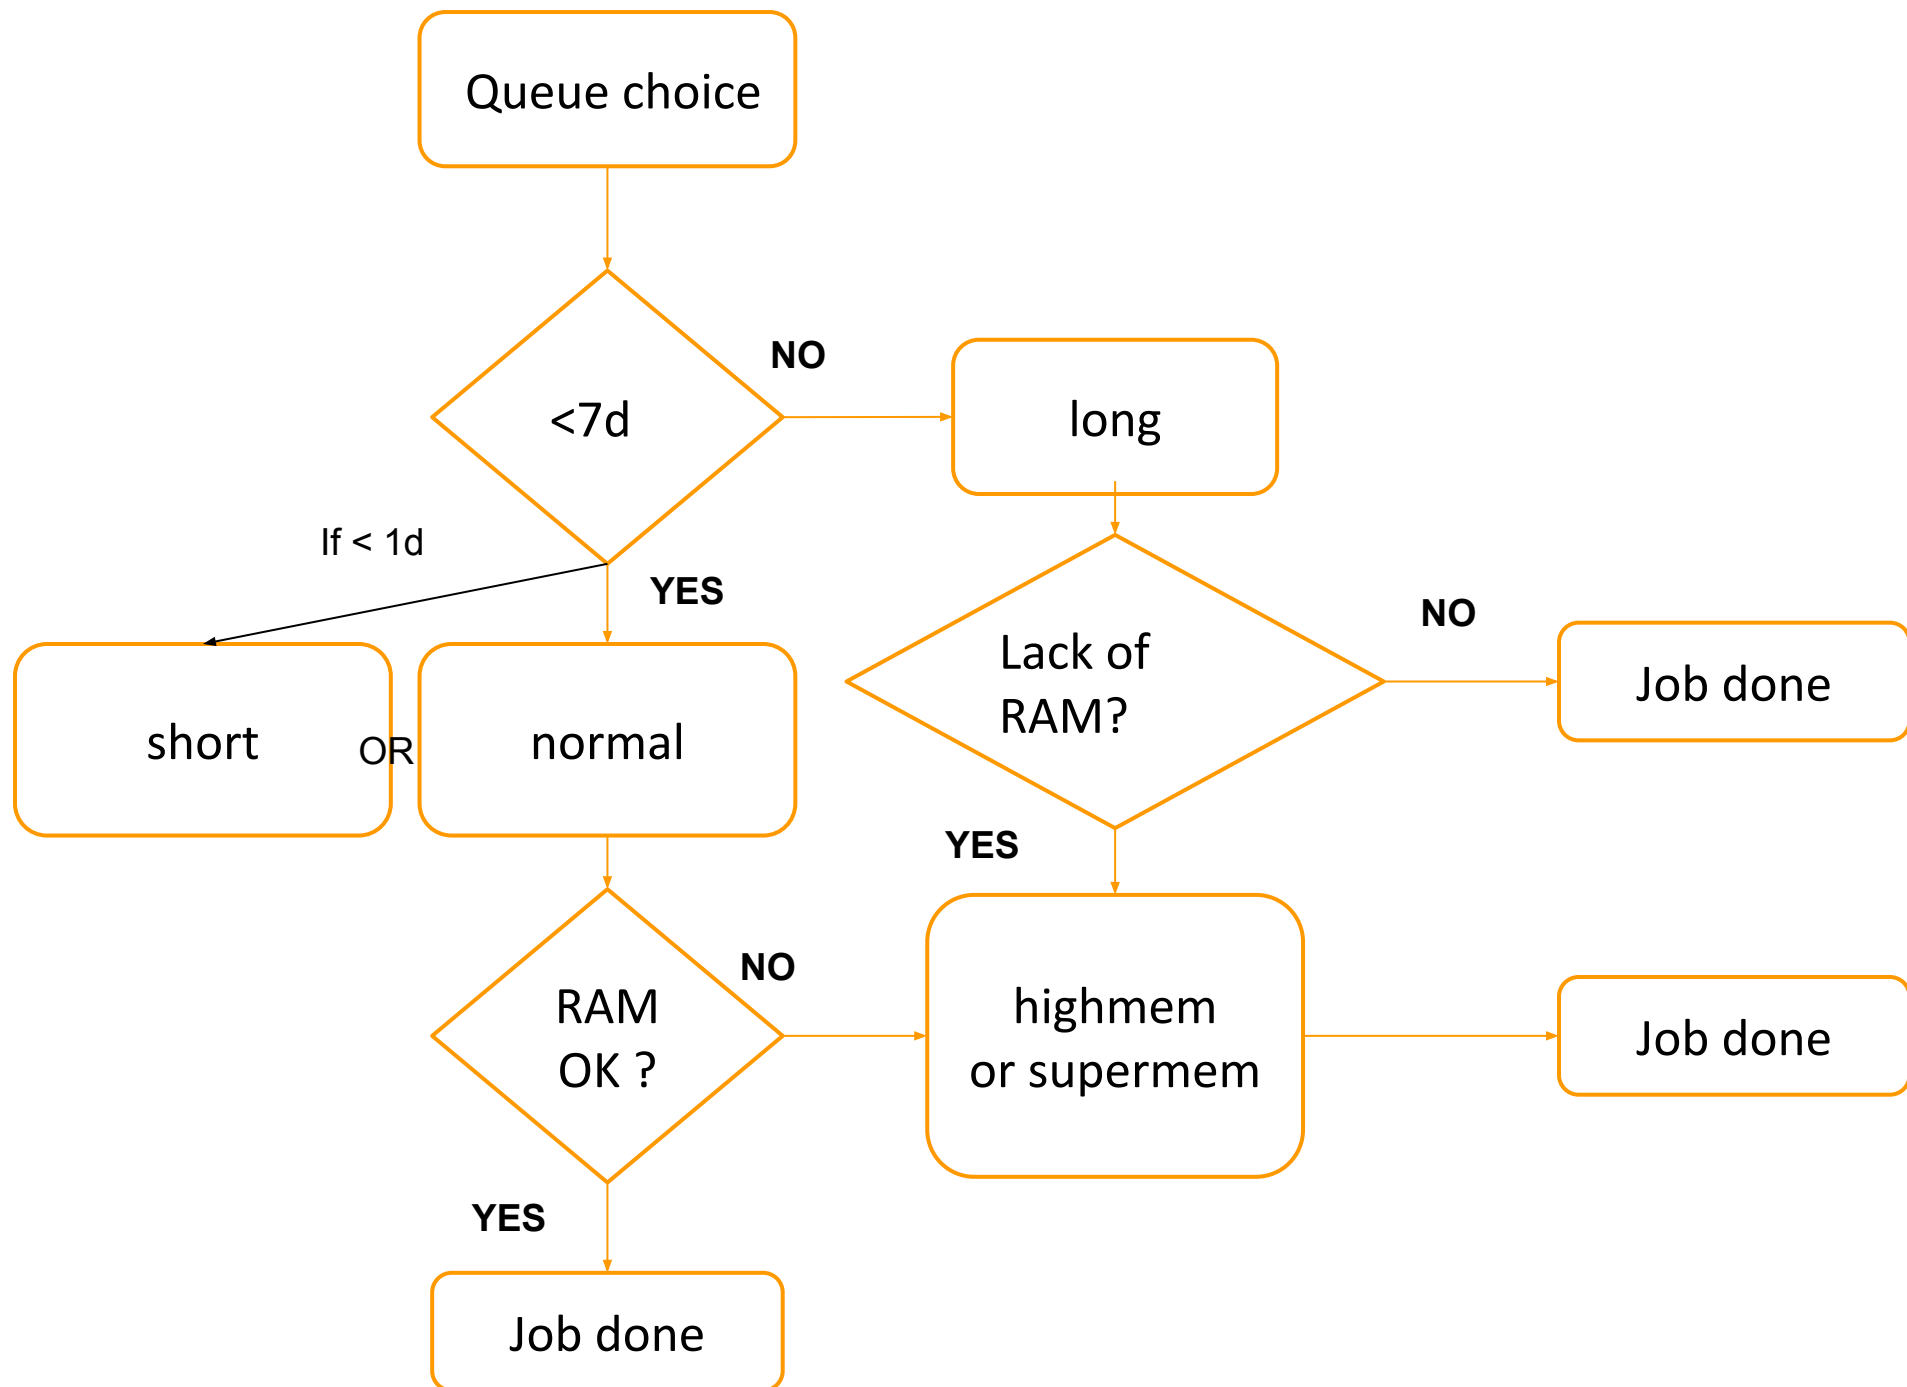 Queue choice
<7d
NO
long
If < 1d
YES
short
OR
normal
Lack of
RAM?
NO
Job done
YES
RAM
OK ?
NO
highmem
or supermem
Job done
YES
Job done